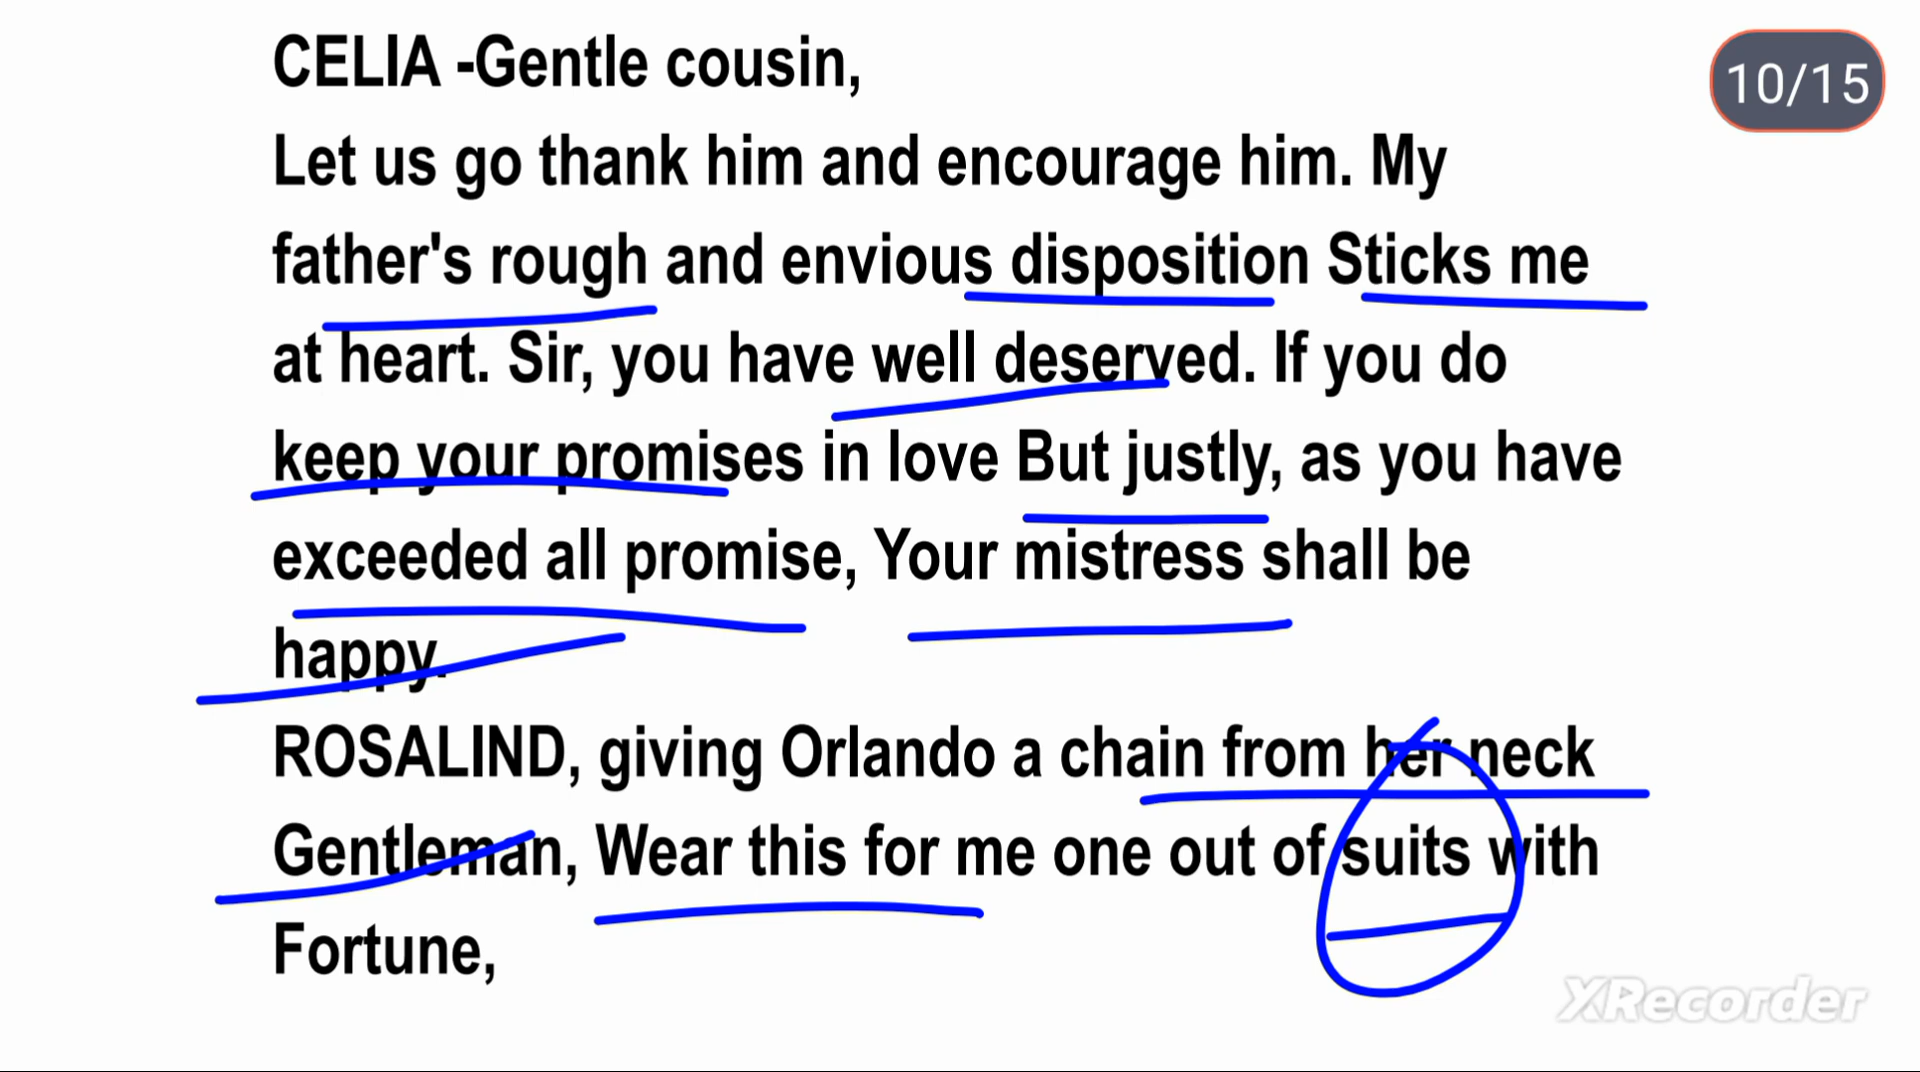 CELIA -Gentle cousin,
10/15
Let us go thank him and encourage him. My
father's rough and envious disposition Sticks me
at heart. Sir, you have well deserved. If you do
keep your promises in love But justly, as you have
exceeded all promise, Your mistress shall be
happy.
ROSALIND, giving Orlando a chain from her neck
Gentleman, Wear this for me one out of suits with
Fortune,
XRecorder